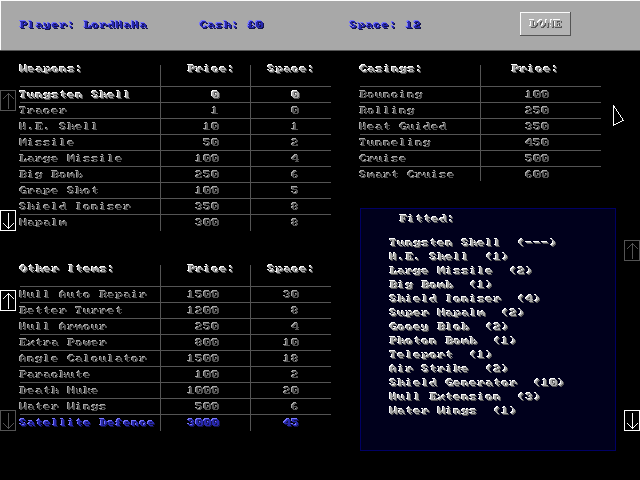 Player: LordHaHa Cash: £0 Space: 12 DONE
Weapons: Price: Space:
Tungsten Shell 0 0
Tracer 1 0
H.E. Shell 10 1
Missile 50 2
Large Missile 100 4
Big Bomb 250 6
Grape Shot 100 5
Shield Ioniser 350 8
Napalm 300 8
Casings: Price:
Bouncing 100
Rolling 250
Heat Guided 350
Tunneling 450
Cruise 500
Smart Cruise 600
Other Items: Price: Space:
Hull Auto Repair 1500 30
Better Turret 1200 8
Hull Armour 250 4
Extra Power 800 10
Angle Calculator 1500 18
Parachute 100 2
Death Nuke 1000 20
Water Wings 500 6
Satellite Defence 3000 45
Fitted:
Tungsten Shell (---)
H.E. Shell (1)
Large Missile (2)
Big Bomb (1)
Shield Ioniser (4)
Super Napalm (2)
Gooey Blob (2)
Photon Bomb (1)
Teleport (1)
Air Strike (2)
Shield Generator (10)
Hull Extension (3)
Water Wings (1)